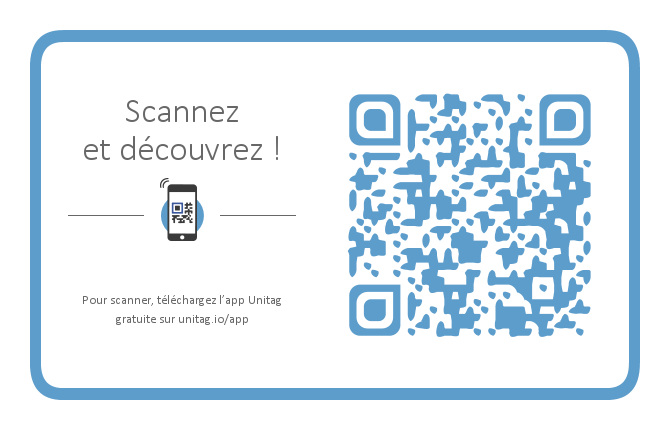 Scannez
et découvrez !
Pour scanner, téléchargez l'app Unitag
gratuite sur unitag.io/app